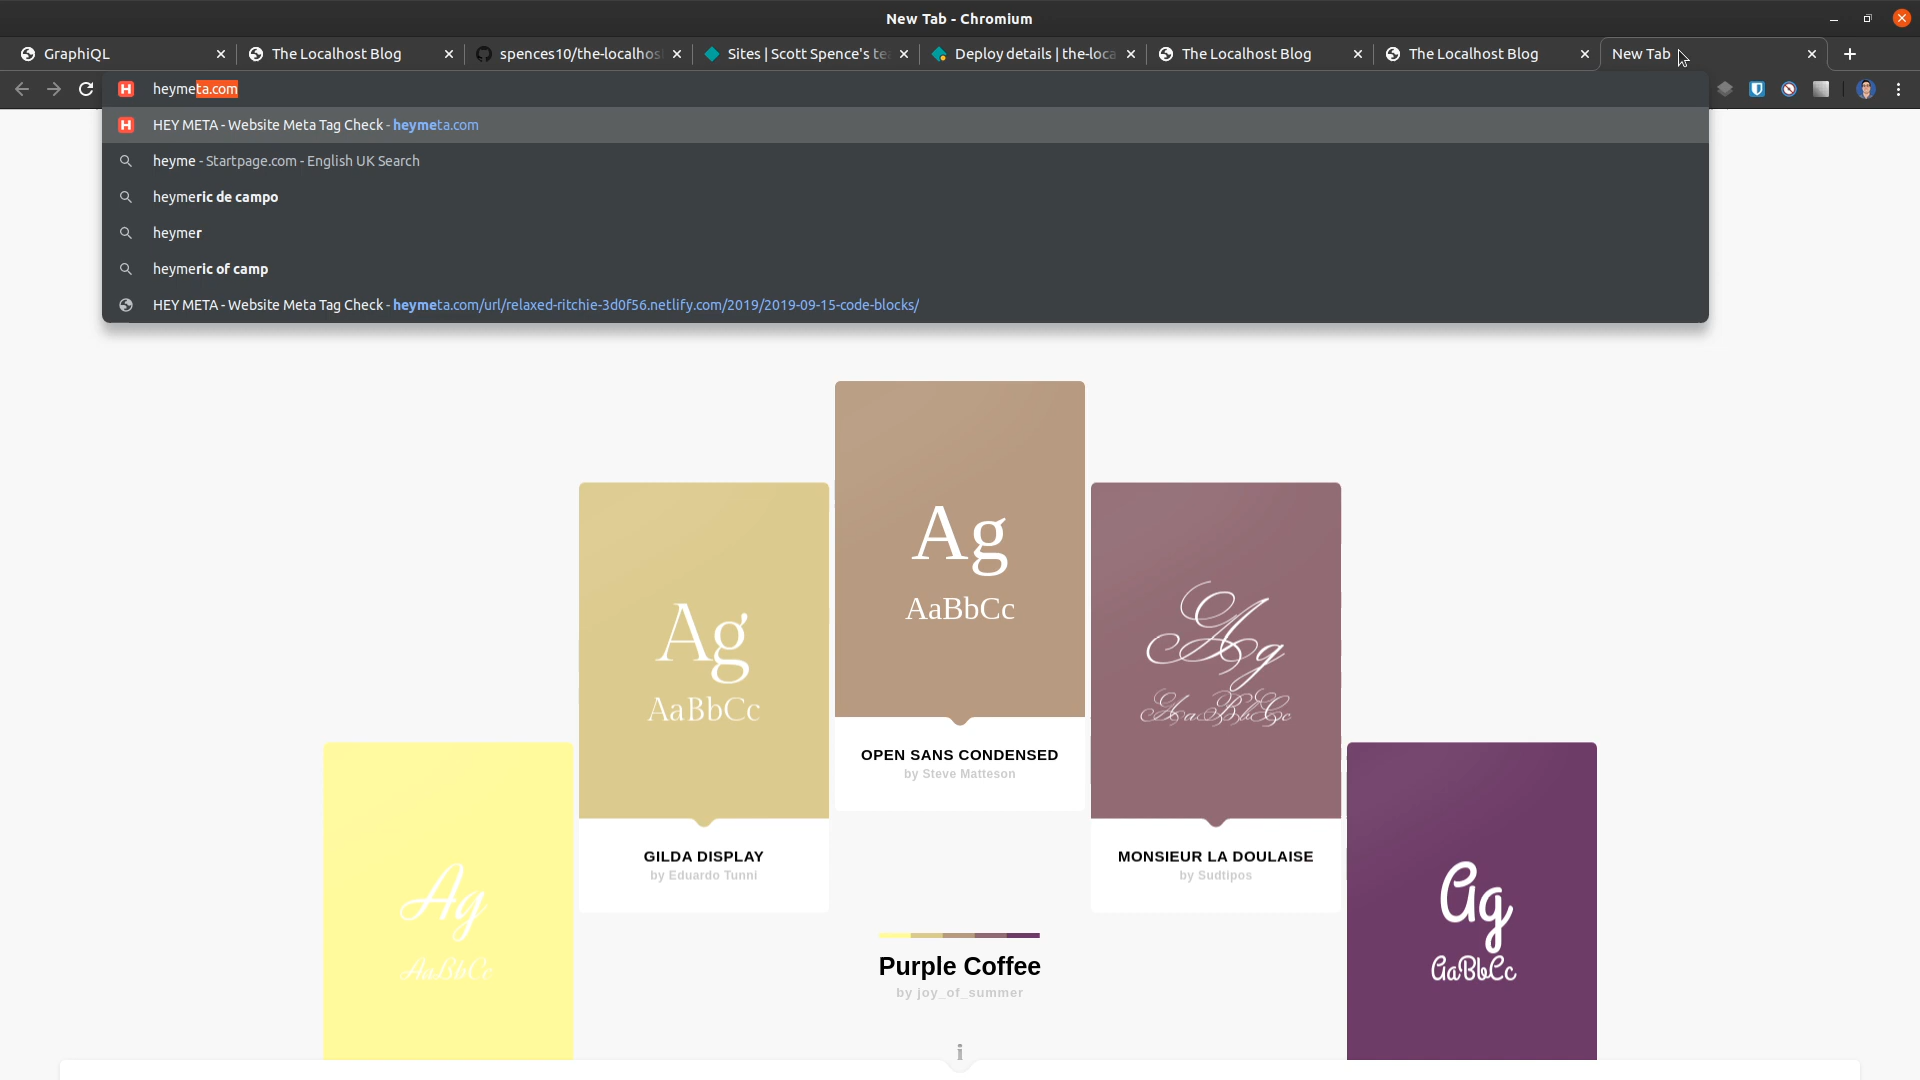 New Tab - Chromium
GraphiQL
The Localhost Blog
spences10/the-localhos
Sites | Scott Spence's te
Deploy details | the-loca
The Localhost Blog
The Localhost Blog
New Tab
heymeta.com
HEY META - Website Meta Tag Check - heymeta.com
heyme - Startpage.com - English UK Search
heymeric de campo
heymer
heymeric of camp
HEY META - Website Meta Tag Check - heymeta.com/url/relaxed-ritchie-3d0f56.netlify.com/2019/2019-09-15-code-blocks/
Ag
AaBbCc
OPEN SANS CONDENSED
by Steve Matteson
Ag
AaBbCc
GILDA DISPLAY
by Eduardo Tunni
Ag
AaBbCc
MONSIEUR LA DOULAISE
by Sudtipos
Ag
AaBbCc
Ag
AaBbCc
Purple Coffee
by joy_of_summer
i